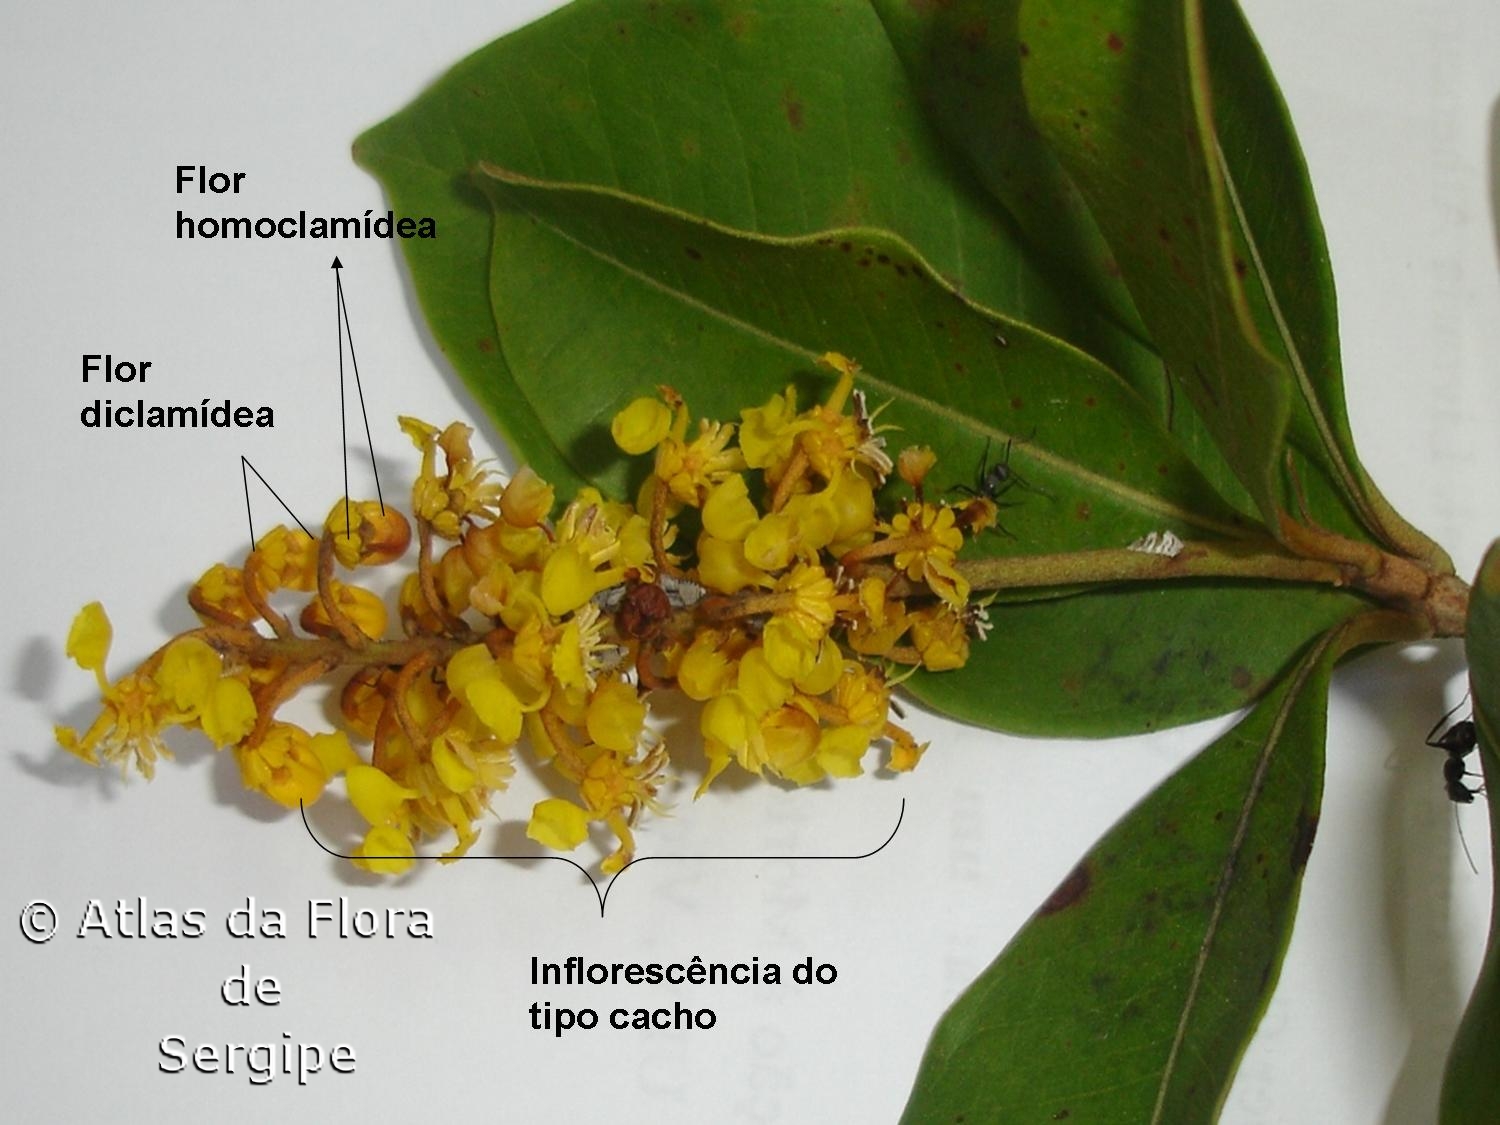 Flor
homoclamídea
Flor
diclamídea
Inflorescência do
tipo cacho
© Atlas da Flora
de
Sergipe